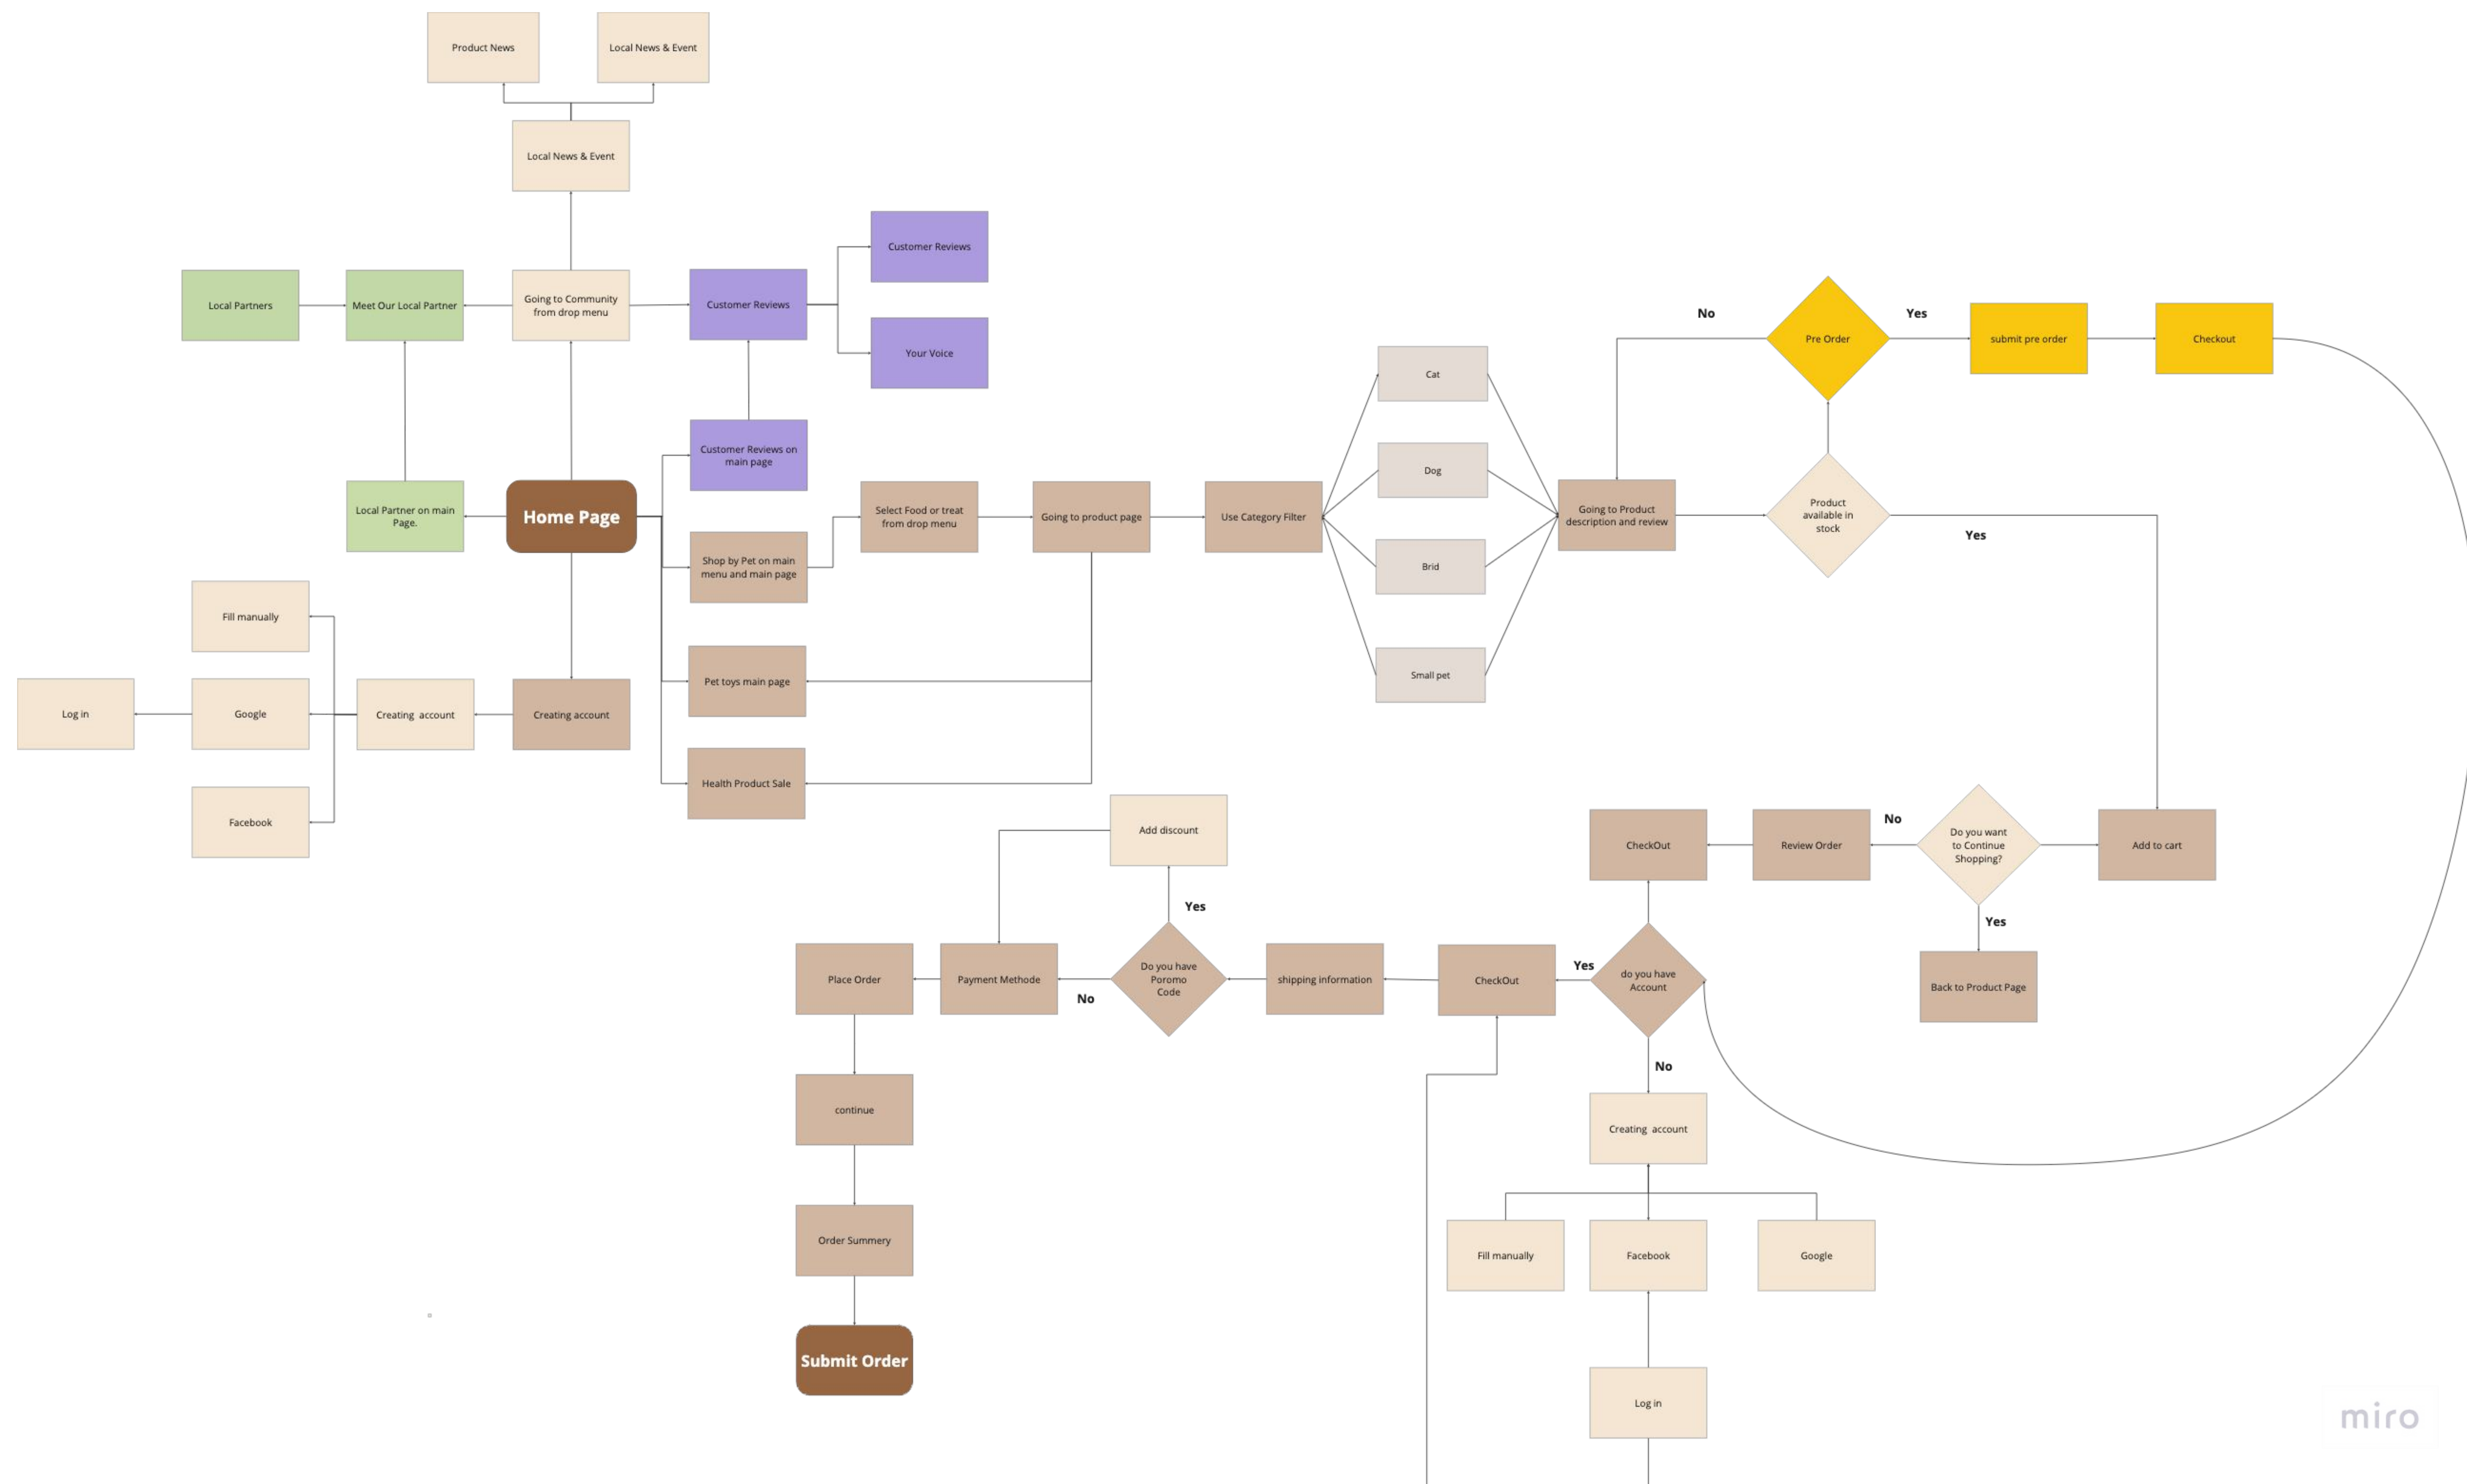 Product News
Local News & Event
Local News & Event
Customer Reviews
Local Partners
Meet Our Local Partner
Going to Community
from drop menu
Customer Reviews
Your Voice
No
Pre Order
Yes
submit pre order
Checkout
Cat
Customer Reviews on
main page
Dog
Local Partner on main
Page.
Home Page
Select Food or treat
from drop menu
Going to product page
Use Category Filter
Going to Product
description and review
Product
available in
stock
Yes
Shop by Pet on main
menu and main page
Brid
Fill manually
Pet toys main page
Small pet
Log in
Google
Creating account
Creating account
Health Product Sale
Facebook
Add discount
CheckOut
Review Order
No
Do you want
to Continue
Shopping?
Add to cart
Yes
Yes
Place Order
Payment Methode
No
Do you have
Poromo
Code
shipping information
CheckOut
Yes
do you have
Account
Back to Product Page
No
continue
Creating account
Order Summery
Fill manually
Facebook
Google
Submit Order
Log in
miro